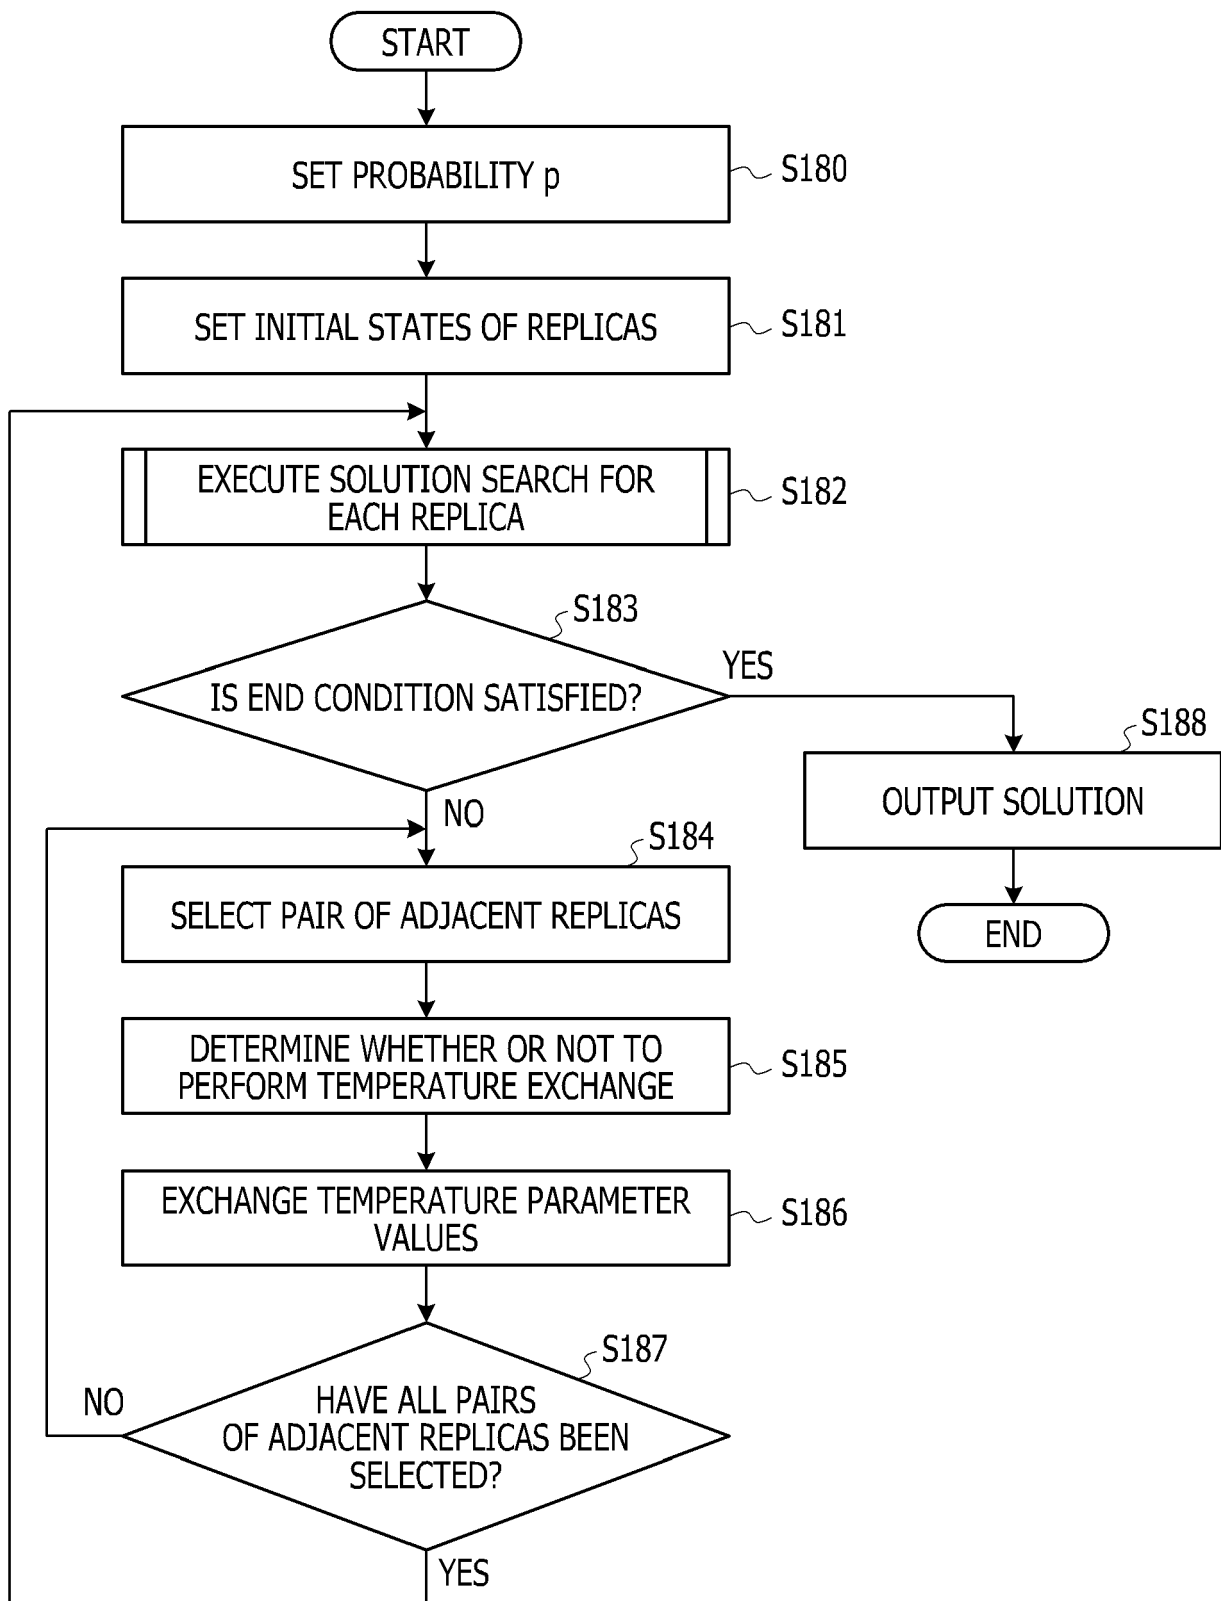 START
SET PROBABILITY p
S180
SET INITIAL STATES OF REPLICAS
S181
EXECUTE SOLUTION SEARCH FOR
EACH REPLICA
S182
S183
IS END CONDITION SATISFIED?
YES
NO
S188
OUTPUT SOLUTION
END
S184
SELECT PAIR OF ADJACENT REPLICAS
DETERMINE WHETHER OR NOT TO
PERFORM TEMPERATURE EXCHANGE
S185
EXCHANGE TEMPERATURE PARAMETER
VALUES
S186
S187
HAVE ALL PAIRS
OF ADJACENT REPLICAS BEEN
SELECTED?
NO
YES